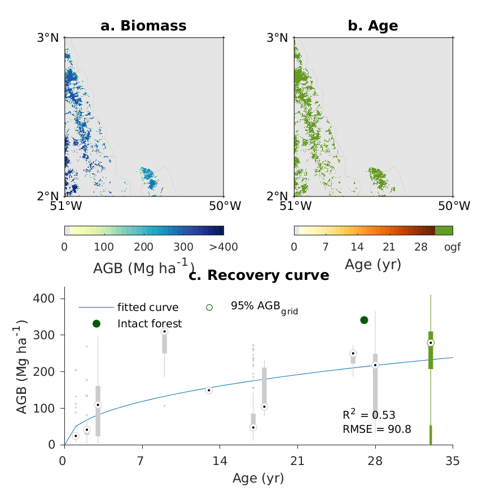 a. Biomass
b. Age
3°N
2°N
51°W
50°W
3°N
2°N
51°W
50°W
0 100 200 300 >400
AGB (Mg ha⁻¹)
0 7 14 21 28 ogf
Age (yr)
c. Recovery curve
fitted curve
95% AGBgrid
Intact forest
400
300
200
100
0
AGB (Mg ha⁻¹)
R² = 0.53
RMSE = 90.8
0 7 14 21 28 35
Age (yr)